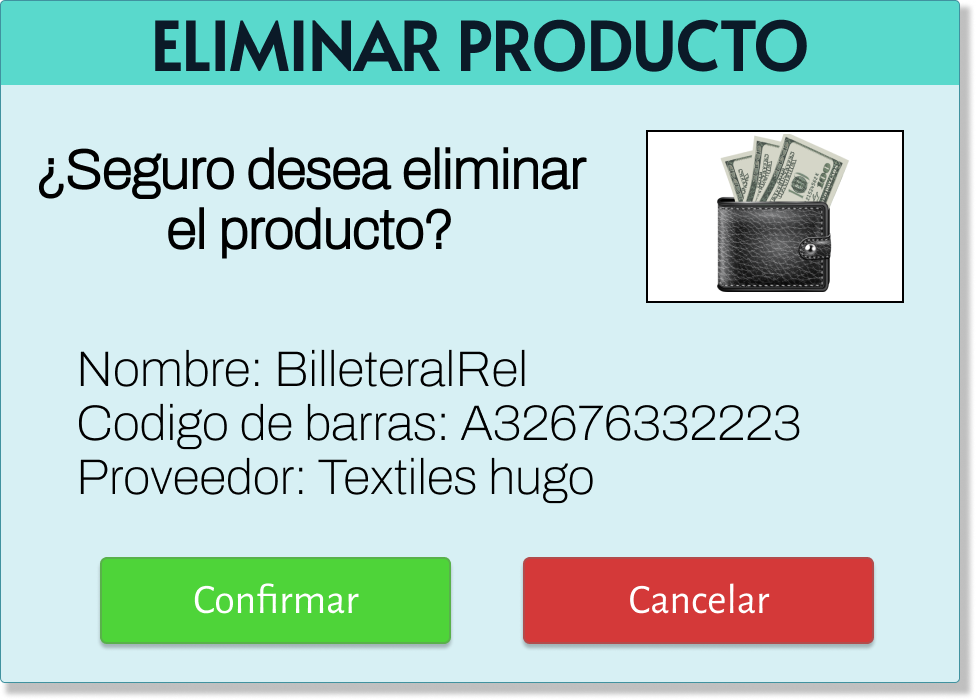 ELIMINAR PRODUCTO
¿Seguro desea eliminar
el producto?
Nombre: BilleteralRel
Codigo de barras: A32676332223
Proveedor: Textiles hugo
Confirmar
Cancelar